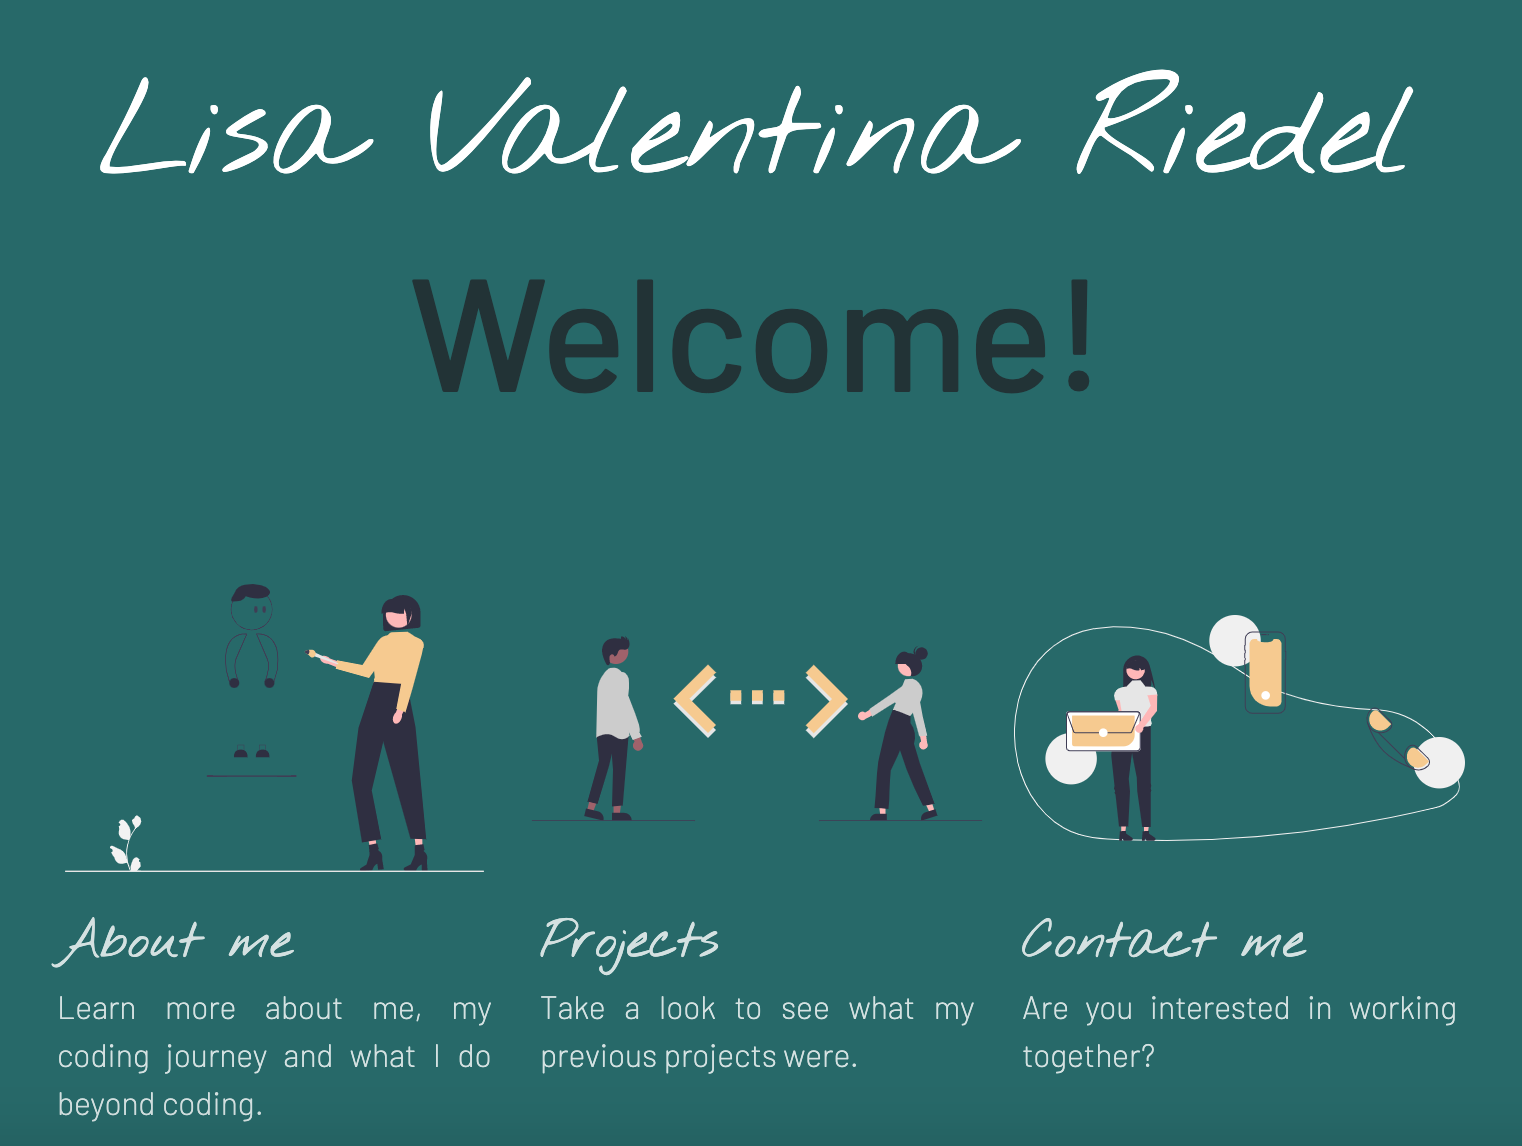 Lisa Valentina Riedel
Welcome!
About me
Learn more about me, my
coding journey and what I do
beyond coding.
Projects
Take a look to see what my
previous projects were.
Contact me
Are you interested in working
together?